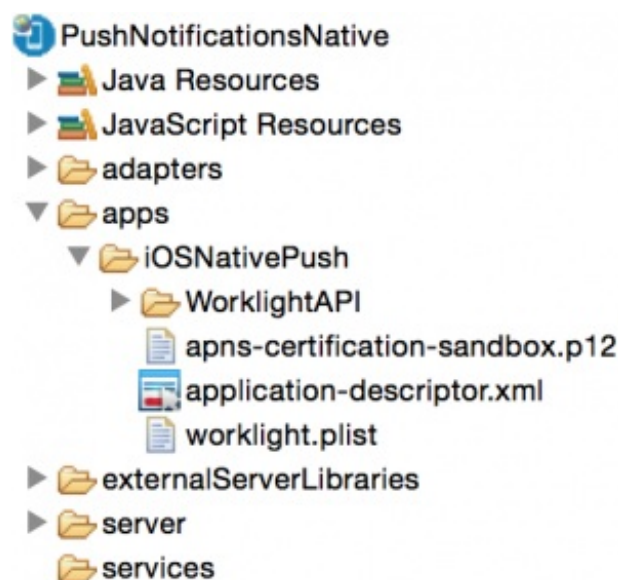 PushNotificationsNative
Java Resources
JavaScript Resources
adapters
apps
iOSNativePush
WorklightAPI
apns-certification-sandbox.p12
application-descriptor.xml
worklight.plist
externalServerLibraries
server
services